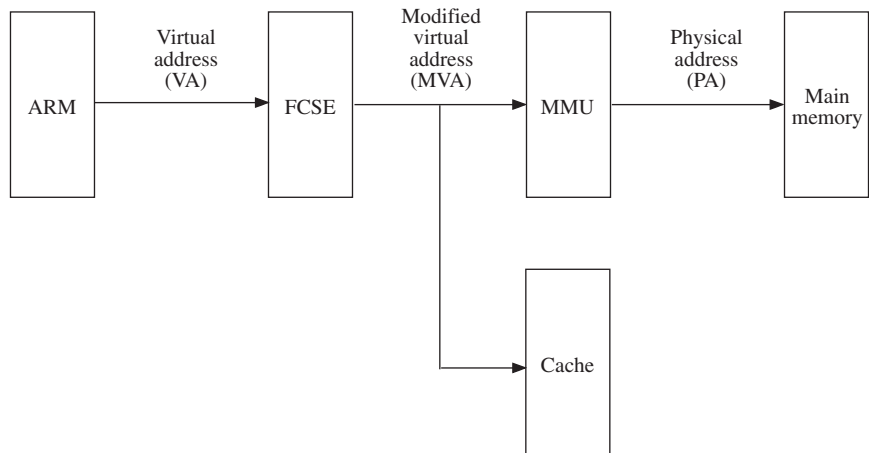 Virtual
address
(VA)
Modified
virtual
address
(MVA)
Physical
address
(PA)
ARM
FCSE
MMU
Main
memory
Cache